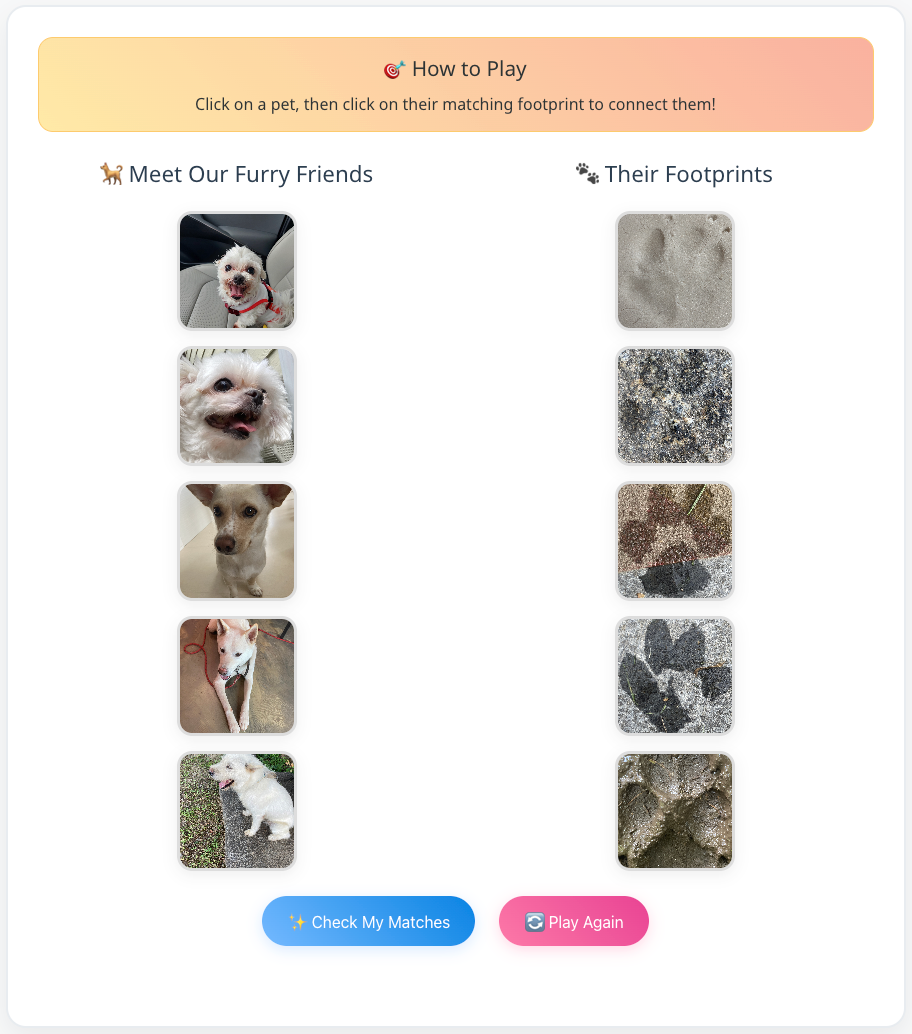 🎯 How to Play
Click on a pet, then click on their matching footprint to connect them!
🐕 Meet Our Furry Friends
🐾 Their Footprints
✨ Check My Matches
🔄 Play Again